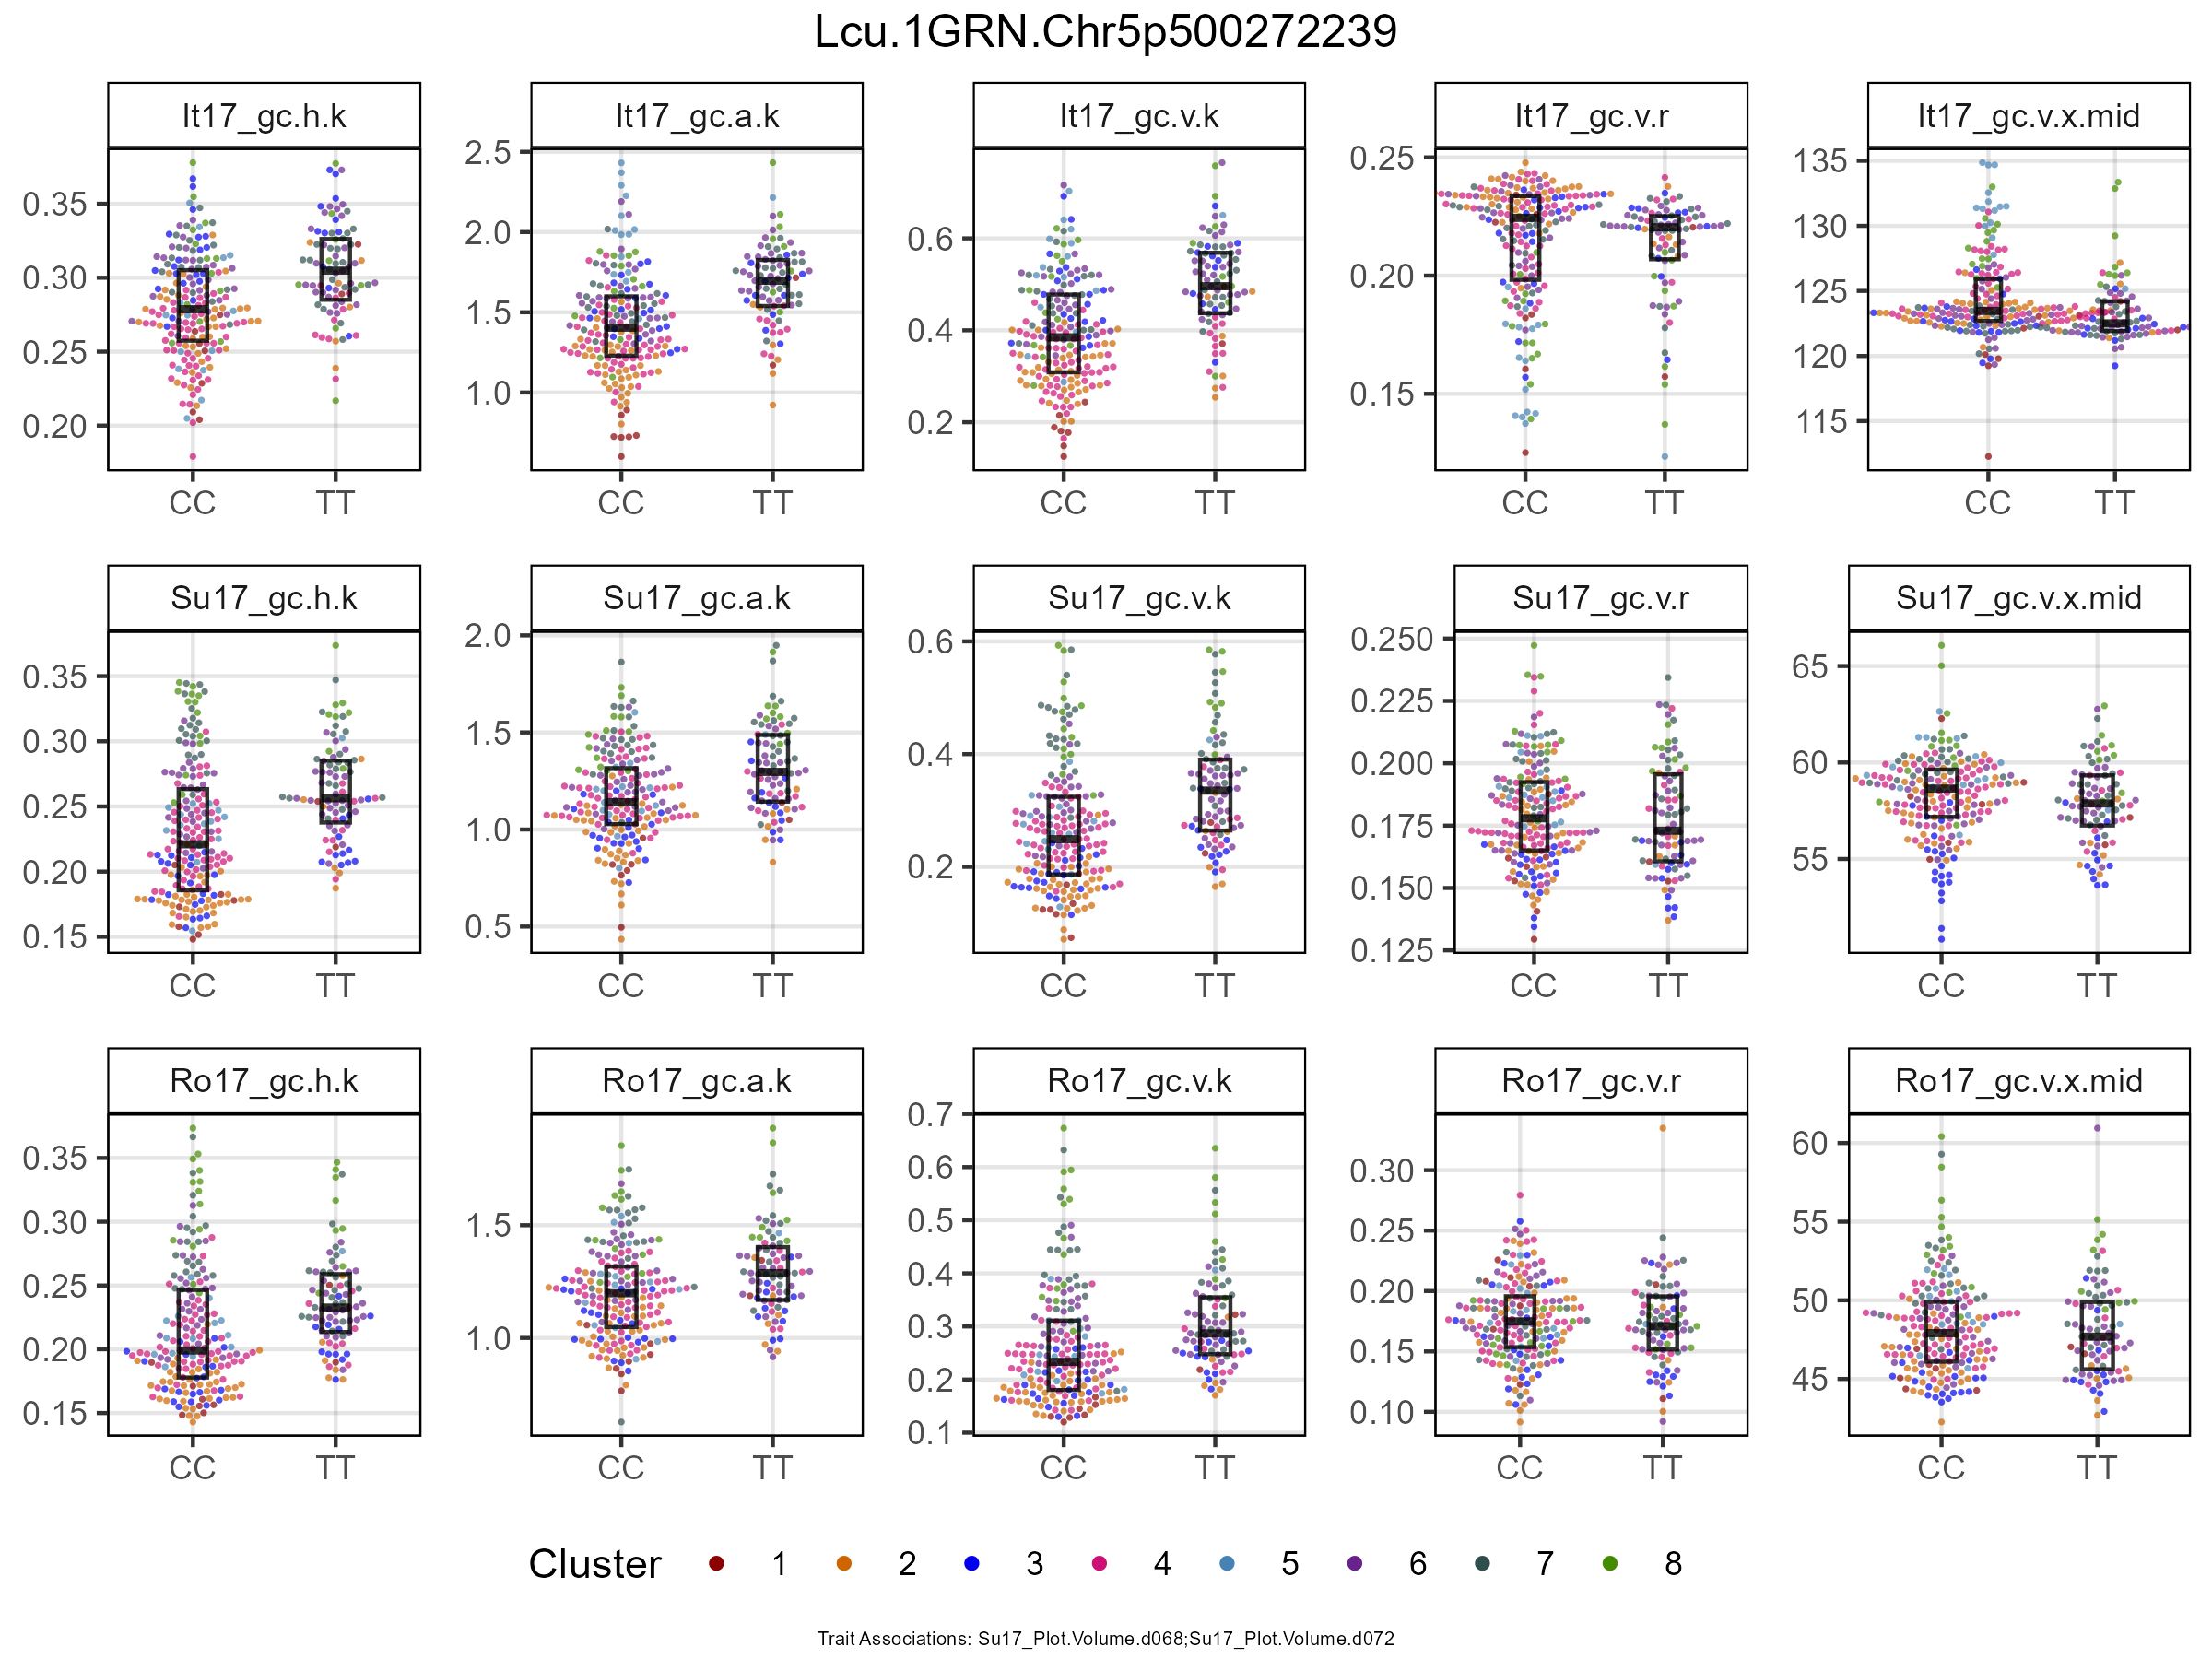 Lcu.1GRN.Chr5p500272239
It17_gc.h.k It17_gc.a.k It17_gc.v.k It17_gc.v.r It17_gc.v.x.mid
0.35 0.30 0.25 0.20
2.5 2.0 1.5 1.0
0.6 0.4 0.2
0.25 0.20 0.15
135 130 125 120 115
CC TT CC TT CC TT CC TT CC TT
Su17_gc.h.k Su17_gc.a.k Su17_gc.v.k Su17_gc.v.r Su17_gc.v.x.mid
0.35 0.30 0.25 0.20 0.15
2.0 1.5 1.0 0.5
0.6 0.4 0.2
0.250 0.225 0.200 0.175 0.150 0.125
65 60 55
CC TT CC TT CC TT CC TT CC TT
Ro17_gc.h.k Ro17_gc.a.k Ro17_gc.v.k Ro17_gc.v.r Ro17_gc.v.x.mid
0.35 0.30 0.25 0.20 0.15
1.5 1.0
0.7 0.6 0.5 0.4 0.3 0.2 0.1
0.30 0.25 0.20 0.15 0.10
60 55 50 45
CC TT CC TT CC TT CC TT CC TT
Cluster 1 2 3 4 5 6 7 8
Trait Associations: Su17_Plot.Volume.d068;Su17_Plot.Volume.d072